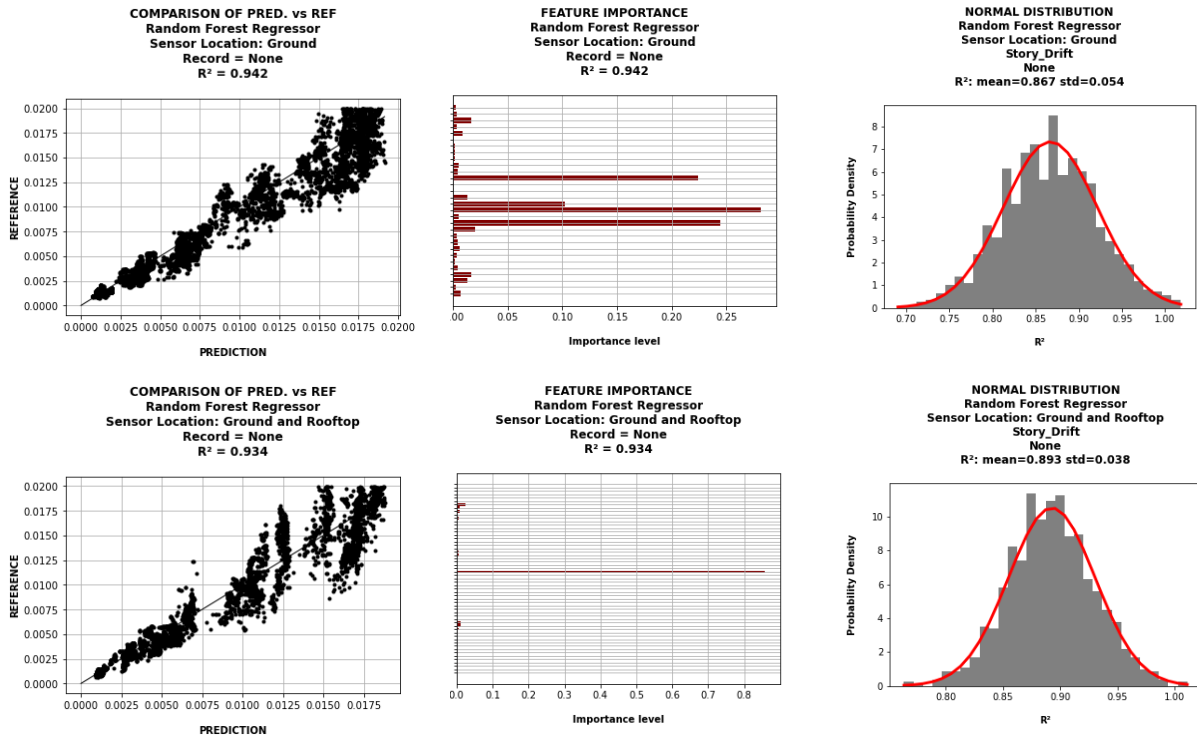 COMPARISON OF PRED. vs REF
Random Forest Regressor
Sensor Location: Ground
Record = None
R² = 0.942
0.0200
0.0175
0.0150
0.0125
0.0100
0.0075
0.0050
0.0025
0.0000
REFERENCE
0.0000 0.0025 0.0050 0.0075 0.0100 0.0125 0.0150 0.0175 0.0200
PREDICTION
FEATURE IMPORTANCE
Random Forest Regressor
Sensor Location: Ground
Record = None
R² = 0.942
00 0.05 0.10 0.15 0.20 0.25
Importance level
NORMAL DISTRIBUTION
Random Forest Regressor
Sensor Location: Ground
Story_Drift
None
R²: mean=0.867 std=0.054
8
7
6
5
4
3
2
1
0
Probability Density
0.70 0.75 0.80 0.85 0.90 0.95 1.00
R²
COMPARISON OF PRED. vs REF
Random Forest Regressor
Sensor Location: Ground and Rooftop
Record = None
R² = 0.934
0.0200
0.0175
0.0150
0.0125
0.0100
0.0075
0.0050
0.0025
0.0000
REFERENCE
0.0000 0.0025 0.0050 0.0075 0.0100 0.0125 0.0150 0.0175
PREDICTION
FEATURE IMPORTANCE
Random Forest Regressor
Sensor Location: Ground and Rooftop
Record = None
R² = 0.934
0.0 0.1 0.2 0.3 0.4 0.5 0.6 0.7 0.8
Importance level
NORMAL DISTRIBUTION
Random Forest Regressor
Sensor Location: Ground and Rooftop
Story_Drift
None
R²: mean=0.893 std=0.038
10
8
6
4
2
0
Probability Density
0.80 0.85 0.90 0.95 1.00
R²